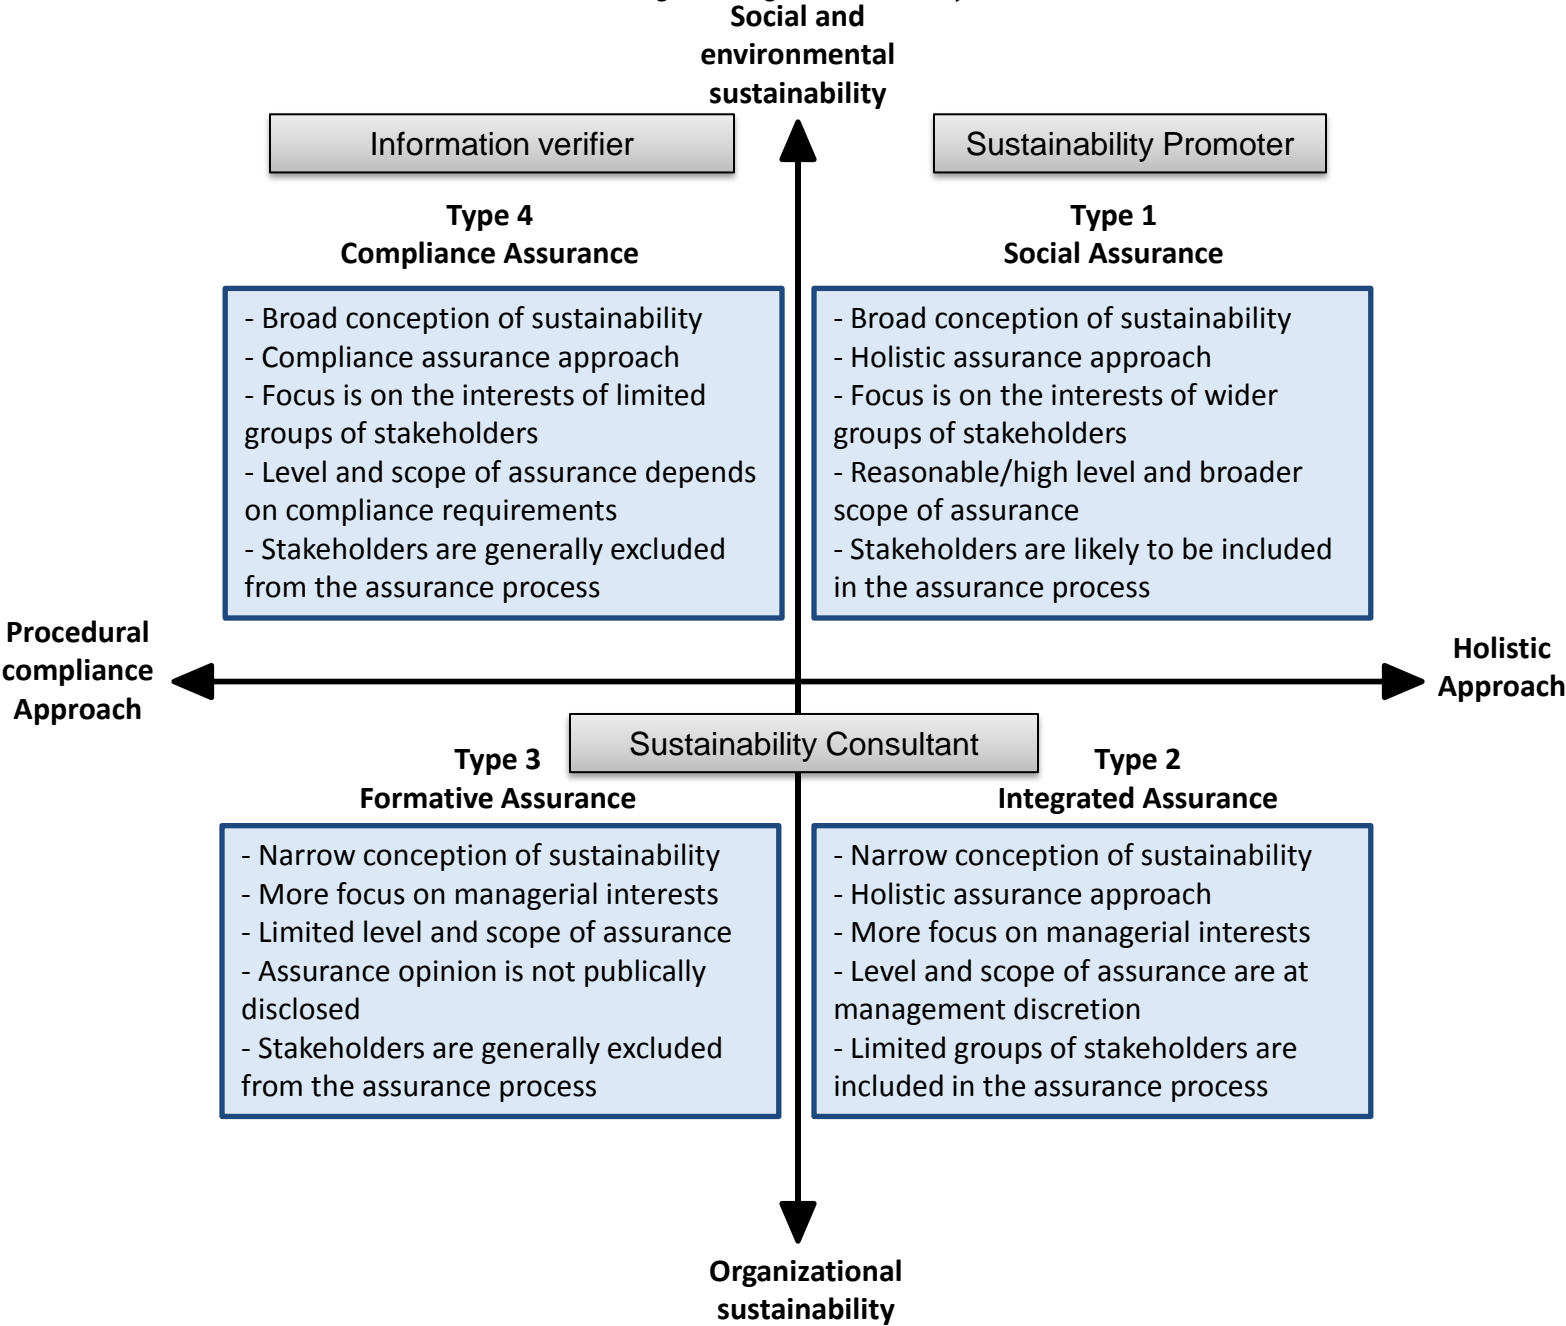 Social and
environmental
sustainability
Information verifier
Sustainability Promoter
Type 4
Compliance Assurance
Type 1
Social Assurance
- Broad conception of sustainability
- Compliance assurance approach
- Focus is on the interests of limited
groups of stakeholders
- Level and scope of assurance depends
on compliance requirements
- Stakeholders are generally excluded
from the assurance process
- Broad conception of sustainability
- Holistic assurance approach
- Focus is on the interests of wider
groups of stakeholders
- Reasonable/high level and broader
scope of assurance
- Stakeholders are likely to be included
in the assurance process
Procedural
compliance
Approach
Holistic
Approach
Sustainability Consultant
Type 3
Formative Assurance
Type 2
Integrated Assurance
- Narrow conception of sustainability
- More focus on managerial interests
- Limited level and scope of assurance
- Assurance opinion is not publically
disclosed
- Stakeholders are generally excluded
from the assurance process
- Narrow conception of sustainability
- Holistic assurance approach
- More focus on managerial interests
- Level and scope of assurance are at
management discretion
- Limited groups of stakeholders are
included in the assurance process
Organizational
sustainability